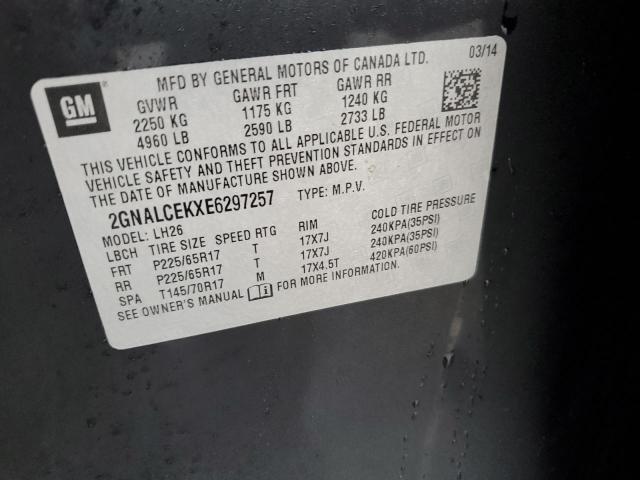 MFD BY GENERAL MOTORS OF CANADA LTD. 03/14
GM
GVWR GAWR FRT GAWR RR
2250 KG 1175 KG 1240 KG
4960 LB 2590 LB 2733 LB
THIS VEHICLE CONFORMS TO ALL APPLICABLE U.S. FEDERAL MOTOR
VEHICLE SAFETY AND THEFT PREVENTION STANDARDS IN EFFECT ON
THE DATE OF MANUFACTURE SHOWN ABOVE.
2GNALCEKXE6297257 TYPE: M.P.V.
MODEL: LH26
LBCH TIRE SIZE SPEED RTG RIM COLD TIRE PRESSURE
FRT P225/65R17 T 17X7J 240KPA(35PSI)
RR P225/65R17 T 17X7J 240KPA(35PSI)
SPA T145/70R17 M 17X4.5T 420KPA(60PSI)
SEE OWNER'S MANUAL FOR MORE INFORMATION.